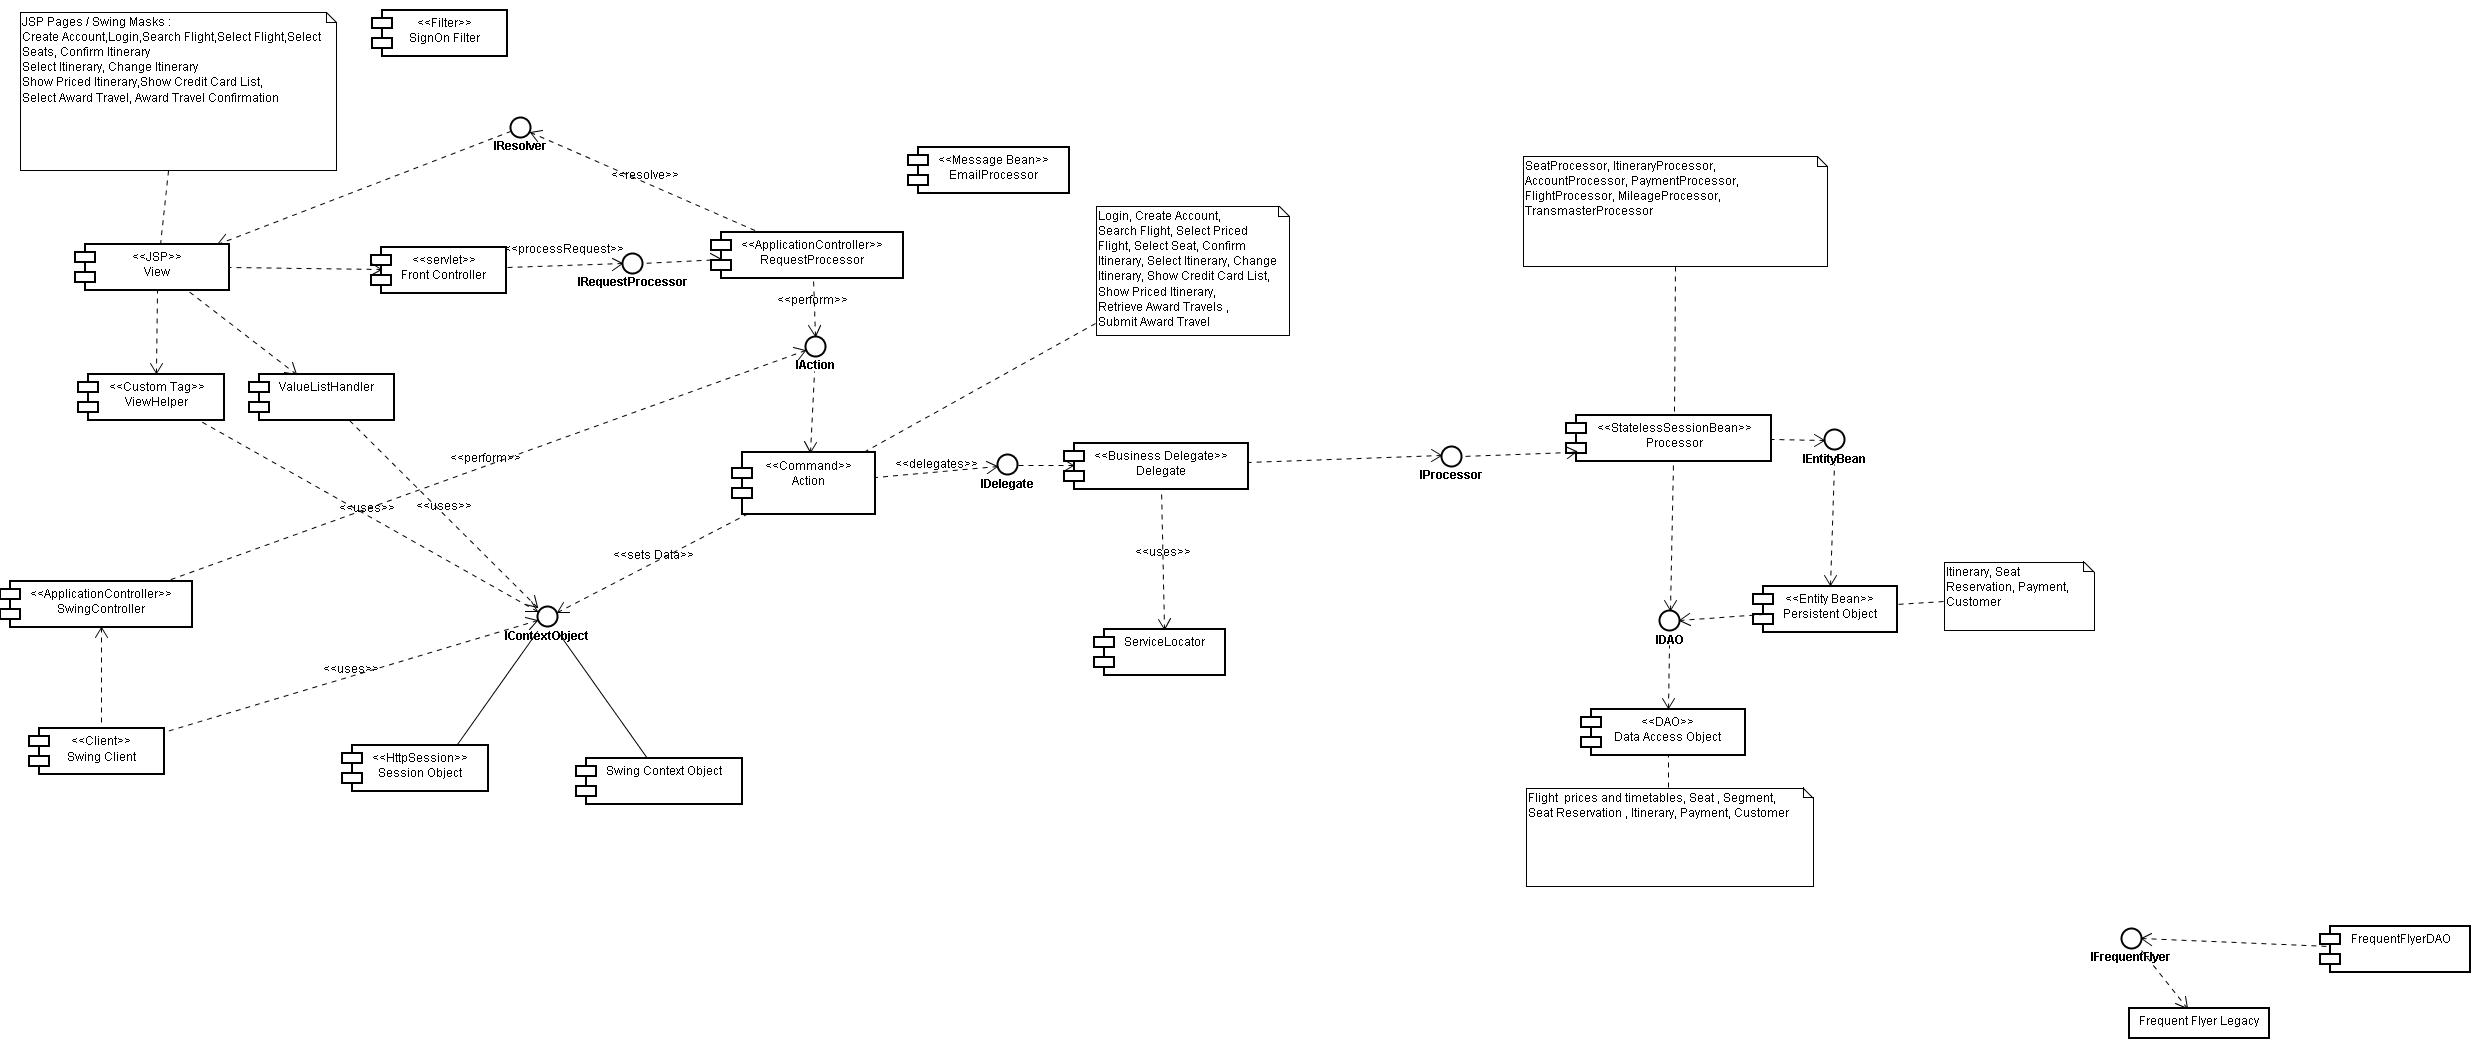 JSP Pages / Swing Masks :
Create Account,Login,Search Flight,Select Flight,Select
Seats, Confirm Itinerary
Select Itinerary, Change Itinerary
Show Priced Itinerary,Show Credit Card List,
Select Award Travel, Award Travel Confirmation
<<Filter>>
SignOn Filter
IResolver
<<resolve>>
<<Message Bean>>
EmailProcessor
SeatProcessor, ItineraryProcessor,
AccountProcessor, PaymentProcessor,
FlightProcessor, MileageProcessor,
TransmasterProcessor
Login, Create Account,
Search Flight, Select Priced
Flight, Select Seat, Confirm
Itinerary, Select Itinerary, Change
Itinerary, Show Credit Card List,
Show Priced Itinerary,
Retrieve Award Travels ,
Submit Award Travel
<<JSP>>
View
<<servlet>>
Front Controller
<<processRequest>>
IRequestProcessor
<<ApplicationController>>
RequestProcessor
<<perform>>
IAction
<<Custom Tag>>
ViewHelper
ValueListHandler
<<perform>>
<<uses>>
<<uses>>
<<Command>>
Action
<<delegates>>
IDelegate
<<Business Delegate>>
Delegate
IProcessor
<<StatelessSessionBean>>
Processor
IEntityBean
<<sets Data>>
<<uses>>
<<ApplicationController>>
SwingController
IContextObject
<<uses>>
ServiceLocator
IDAO
<<Entity Bean>>
Persistent Object
Itinerary, Seat
Reservation, Payment,
Customer
<<Client>>
Swing Client
<<HttpSession>>
Session Object
Swing Context Object
<<DAO>>
Data Access Object
Flight  prices and timetables, Seat , Segment,
Seat Reservation , Itinerary, Payment, Customer
IFrequentFlyer
FrequentFlyerDAO
Frequent Flyer Legacy